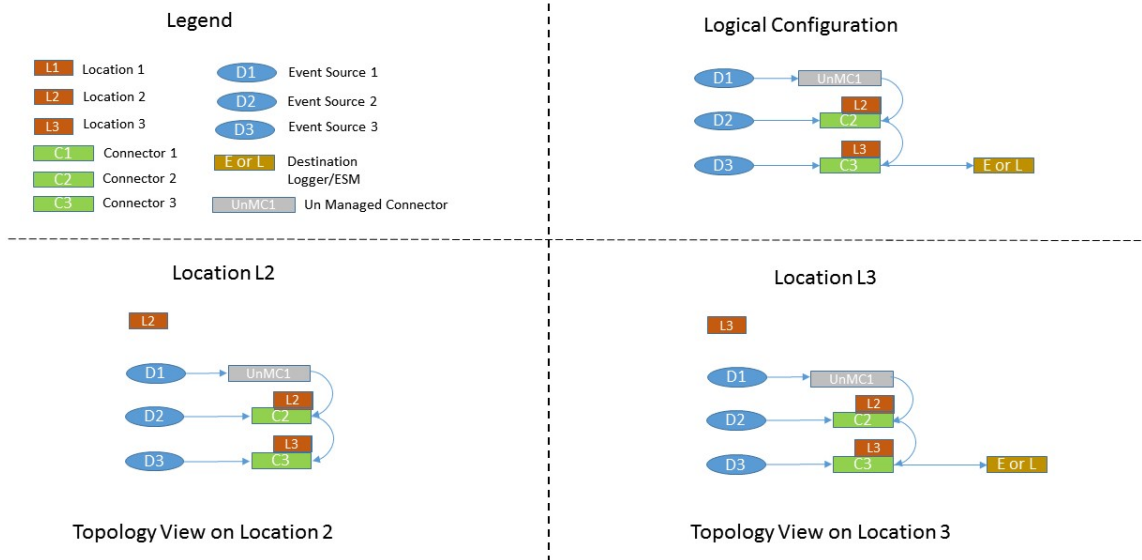 Legend
L1 Location 1
L2 Location 2
L3 Location 3
C1 Connector 1
C2 Connector 2
C3 Connector 3
D1 Event Source 1
D2 Event Source 2
D3 Event Source 3
E or L Destination
Logger/ESM
UnMC1 Un Managed Connector
Logical Configuration
D1 UnMC1
L2
D2 C2
L3
D3 C3 E or L
Location L2
L2
D1 UnMC1
L2
D2 C2
L3
D3 C3
Topology View on Location 2
Location L3
L3
D1 UnMC1
L2
D2 C2
L3
D3 C3 E or L
Topology View on Location 3